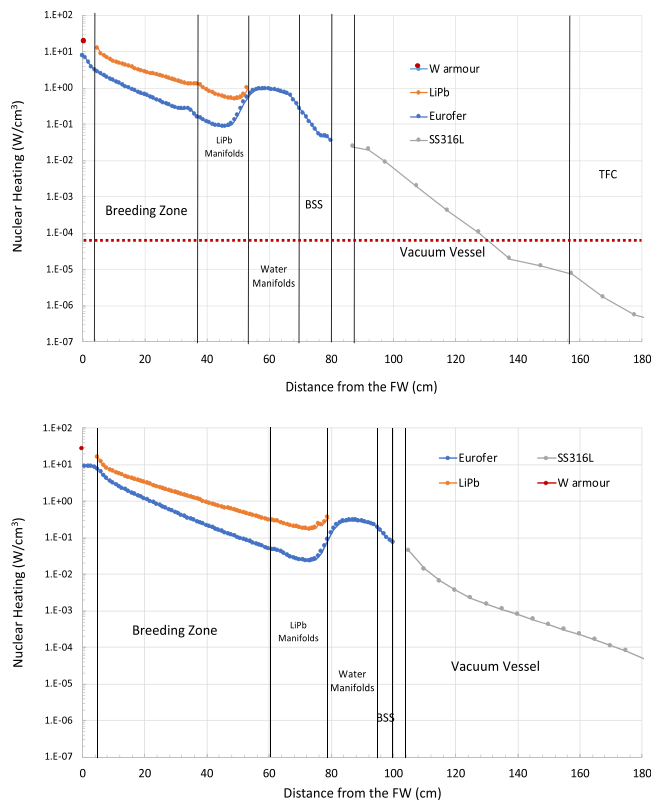 1.E+02
1.E+01
1.E+00
1.E-01
1.E-02
1.E-03
1.E-04
1.E-05
1.E-06
1.E-07
Nuclear Heating (W/cm³)
W armour
LiPb
Eurofer
SS316L
LiPb
Manifolds
TFC
Breeding Zone
BSS
Vacuum Vessel
Water
Manifolds
0 20 40 60 80 100 120 140 160 180
Distance from the FW (cm)
1.E+02
1.E+01
1.E+00
1.E-01
1.E-02
1.E-03
1.E-04
1.E-05
1.E-06
1.E-07
Nuclear Heating (W/cm³)
Eurofer SS316L
LiPb W armour
Breeding Zone
LiPb
Manifolds
Water
Manifolds
Vacuum Vessel
BSS
0 20 40 60 80 100 120 140 160 180
Distance from the FW (cm)